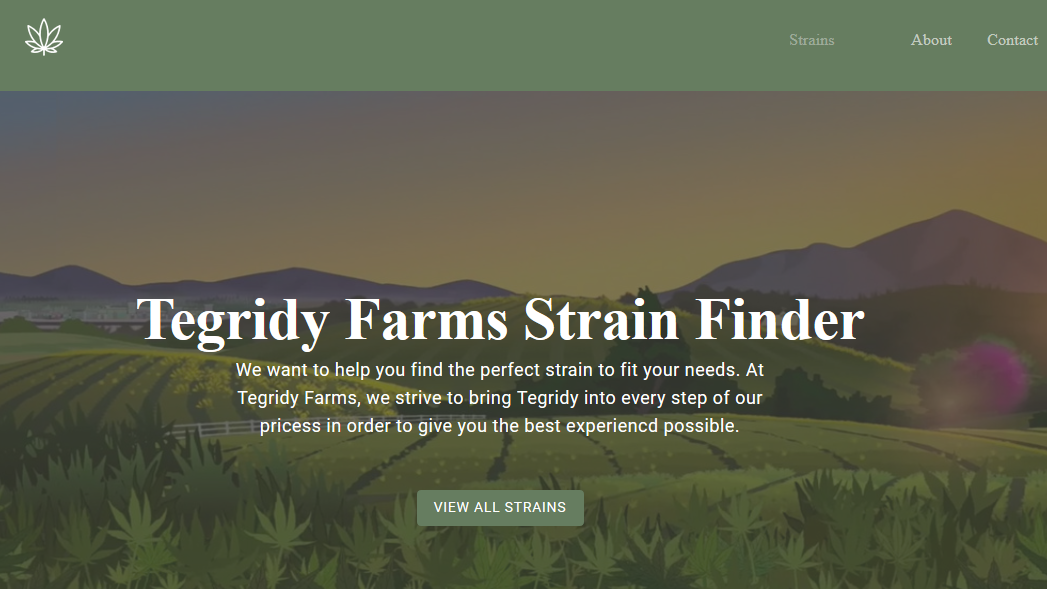 Strains About Contact
Tegridy Farms Strain Finder
We want to help you find the perfect strain to fit your needs. At
Tegridy Farms, we strive to bring Tegridy into every step of our
pricess in order to give you the best experiencd possible.
VIEW ALL STRAINS